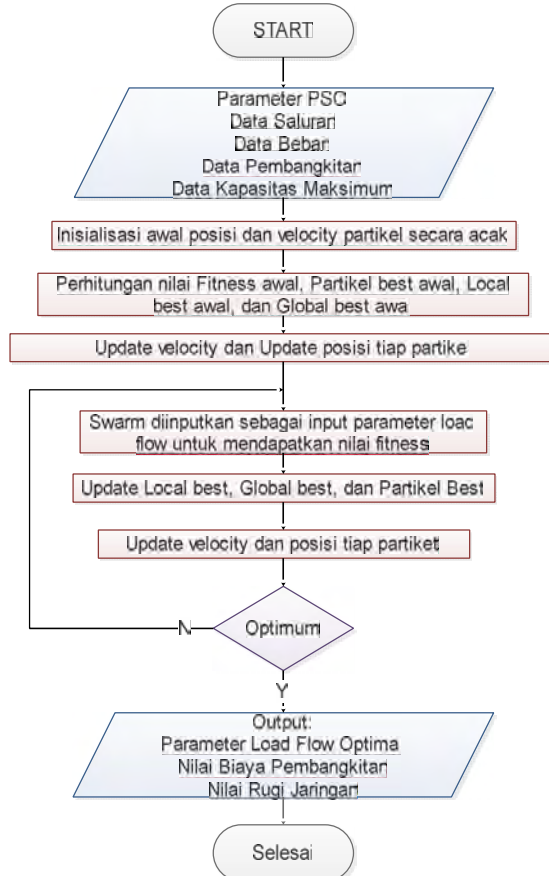 START
Parameter PSO
Data Saluran
Data Beban
Data Pembangkitan
Data Kapasitas Maksimum
Inisialisasi awal posisi dan velocity partikel secara acak
Perhitungan nilai Fitness awal, Partikel best awal, Local
best awal, dan Global best awa
Update velocity dan Update posisi tiap partike
Swarm diinputkan sebagai input parameter load
flow untuk mendapatkan nilai fitness
Update Local best, Global best, dan Partikel Best
Update velocity dan posisi tiap partikel
N
Optimum
Y
Output:
Parameter Load Flow Optima
Nilai Biaya Pembangkitan
Nilai Rugi Jaringan
Selesai